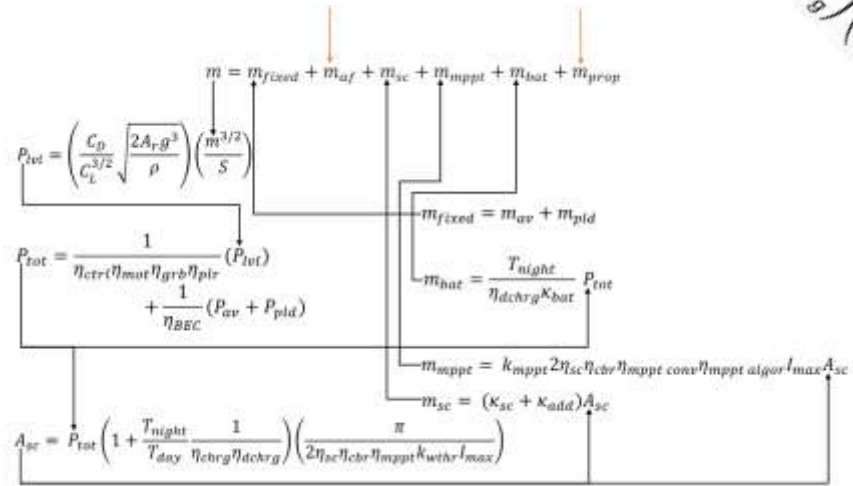 g
m = m_fixed + m_af + m_sc + m_mppt + m_bat + m_prop
P_lvl = (C_D / C_L^{3/2} √(2A_r g^3 / ρ)) (m^{3/2} / S)
m_fixed = m_av + m_pld
P_tot = 1 / (η_ctrl η_mot η_grb η_plr) (P_lvl)
m_bat = T_night / (η_dchrg κ_bat) P_tot
+ 1 / η_BEC (P_av + P_pld)
m_mppt = k_mppt 2η_sc η_cbr η_mppt conv η_mppt algor I_max A_sc
m_sc = (κ_sc + κ_add)A_sc
A_sc = P_tot (1 + T_night / T_day 1 / (η_chrg η_dchrg)) (π / (2η_sc η_cbr η_mppt k_wthr I_max))